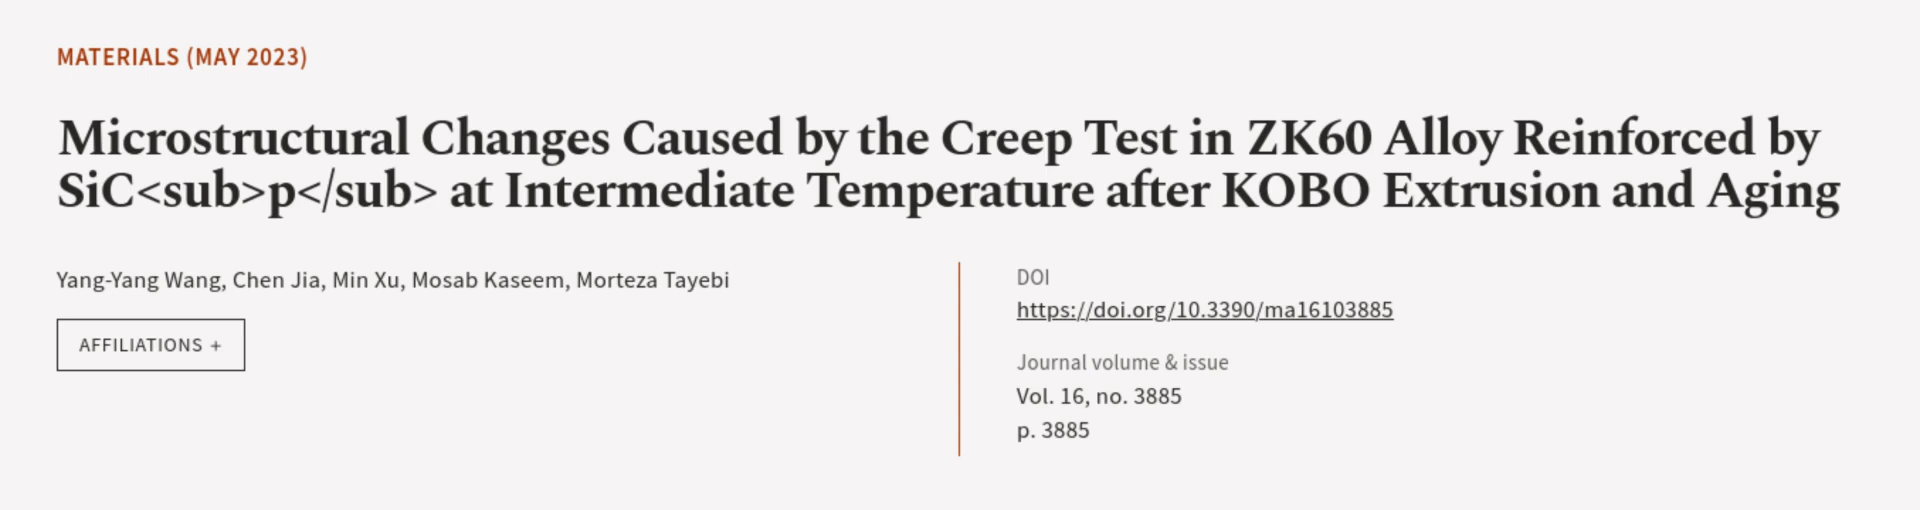 MATERIALS (MAY 2023)
Microstructural Changes Caused by the Creep Test in ZK60 Alloy Reinforced by
SiC<sub>p</sub> at Intermediate Temperature after KOBO Extrusion and Aging
Yang-Yang Wang, Chen Jia, Min Xu, Mosab Kaseem, Morteza Tayebi
AFFILIATIONS +
DOI
https://doi.org/10.3390/ma16103885
Journal volume & issue
Vol. 16, no. 3885
p. 3885